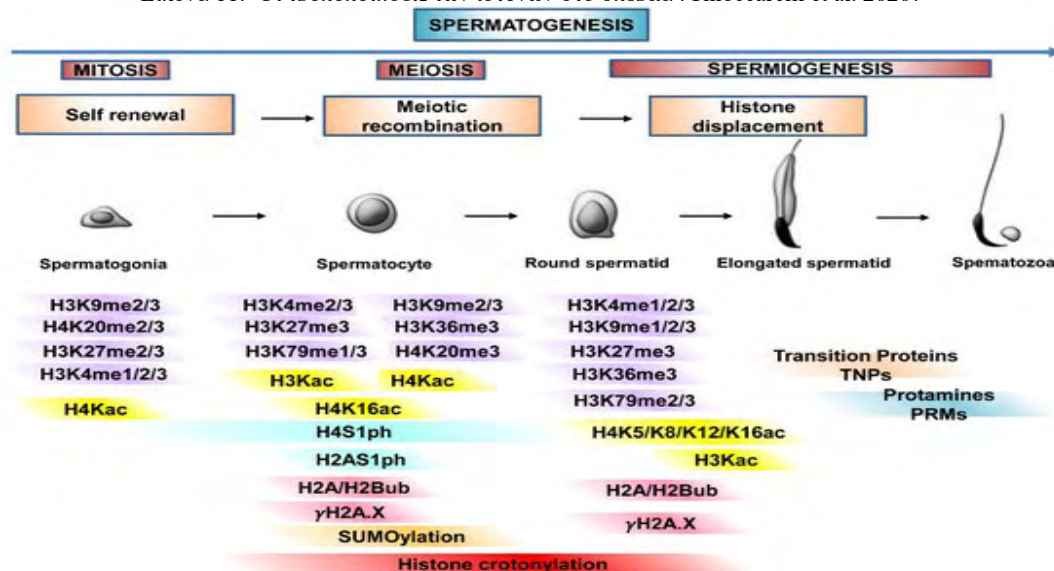 SPERMATOGENESIS
MITOSIS MEIOSIS SPERMIOGENESIS
Self renewal
Meiotic
recombination
Histone
displacement
Spermatogonia Spermatocyte Round spermatid Elongated spermatid Spematozoa
H3K9me2/3
H4K20me2/3
H3K27me2/3
H3K4me1/2/3
H4Kac
H3K4me2/3 H3K9me2/3
H3K27me3 H3K36me3
H3K79me1/3 H4K20me3
H3Kac H4Kac
H4K16ac
H4S1ph
H2AS1ph
H2A/H2Bub
γH2A.X
SUMOylation
Histone crotonylation
H3K4me1/2/3
H3K9me1/2/3
H3K27me3
H3K36me3
H3K79me2/3
H4K5/K8/K12/K16ac
H3Kac
H2A/H2Bub
γH2A.X
Transition Proteins
TNPs
Protamines
PRMs